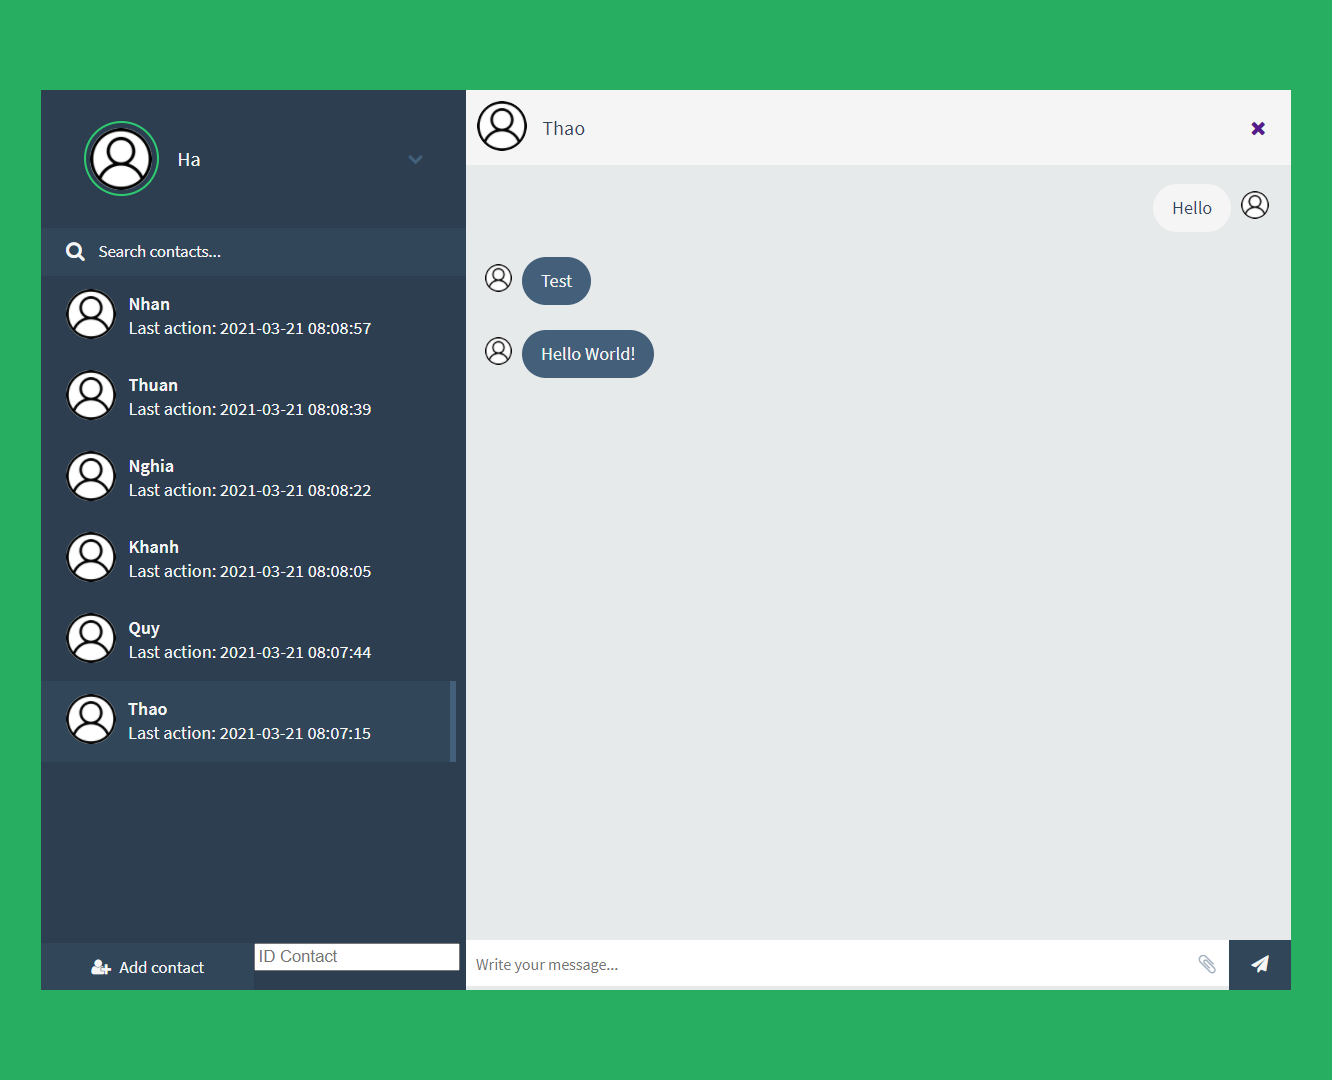 Ha
Search contacts...
Nhan
Last action: 2021-03-21 08:08:57
Thuan
Last action: 2021-03-21 08:08:39
Nghia
Last action: 2021-03-21 08:08:22
Khanh
Last action: 2021-03-21 08:08:05
Quy
Last action: 2021-03-21 08:07:44
Thao
Last action: 2021-03-21 08:07:15
Add contact
ID Contact
Thao
Hello
Test
Hello World!
Write your message...